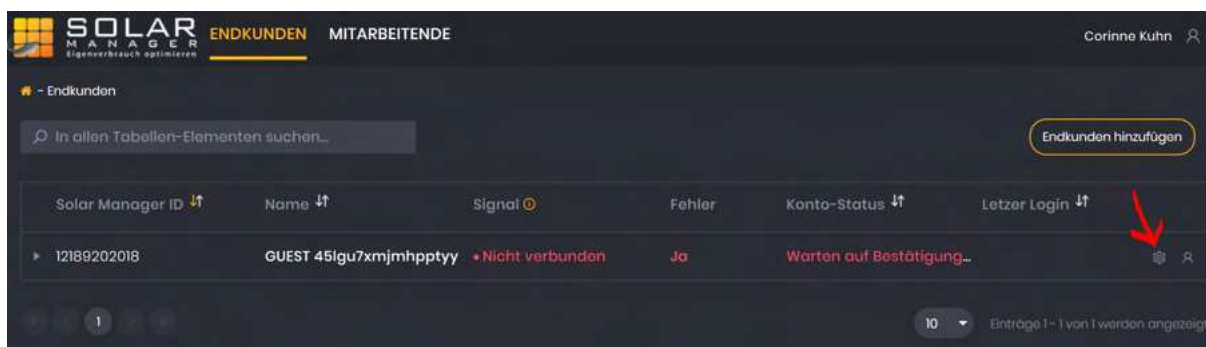 SOLAR
MANAGER
Eigenverbrauch optimieren
ENDKUNDEN MITARBEITENDE
Corinne Kuhn
- Endkunden
In allen Tabellen-Elementen suchen...
Endkunden hinzufügen
Solar Manager ID Name Signal Fehler Konto-Status Letzer Login
12189202018 GUEST 45lgu7xmjmhpptyy • Nicht verbunden Ja Warten auf Bestätigung...
1
10 Einträge 1 - 1 von 1 werden angezeigt